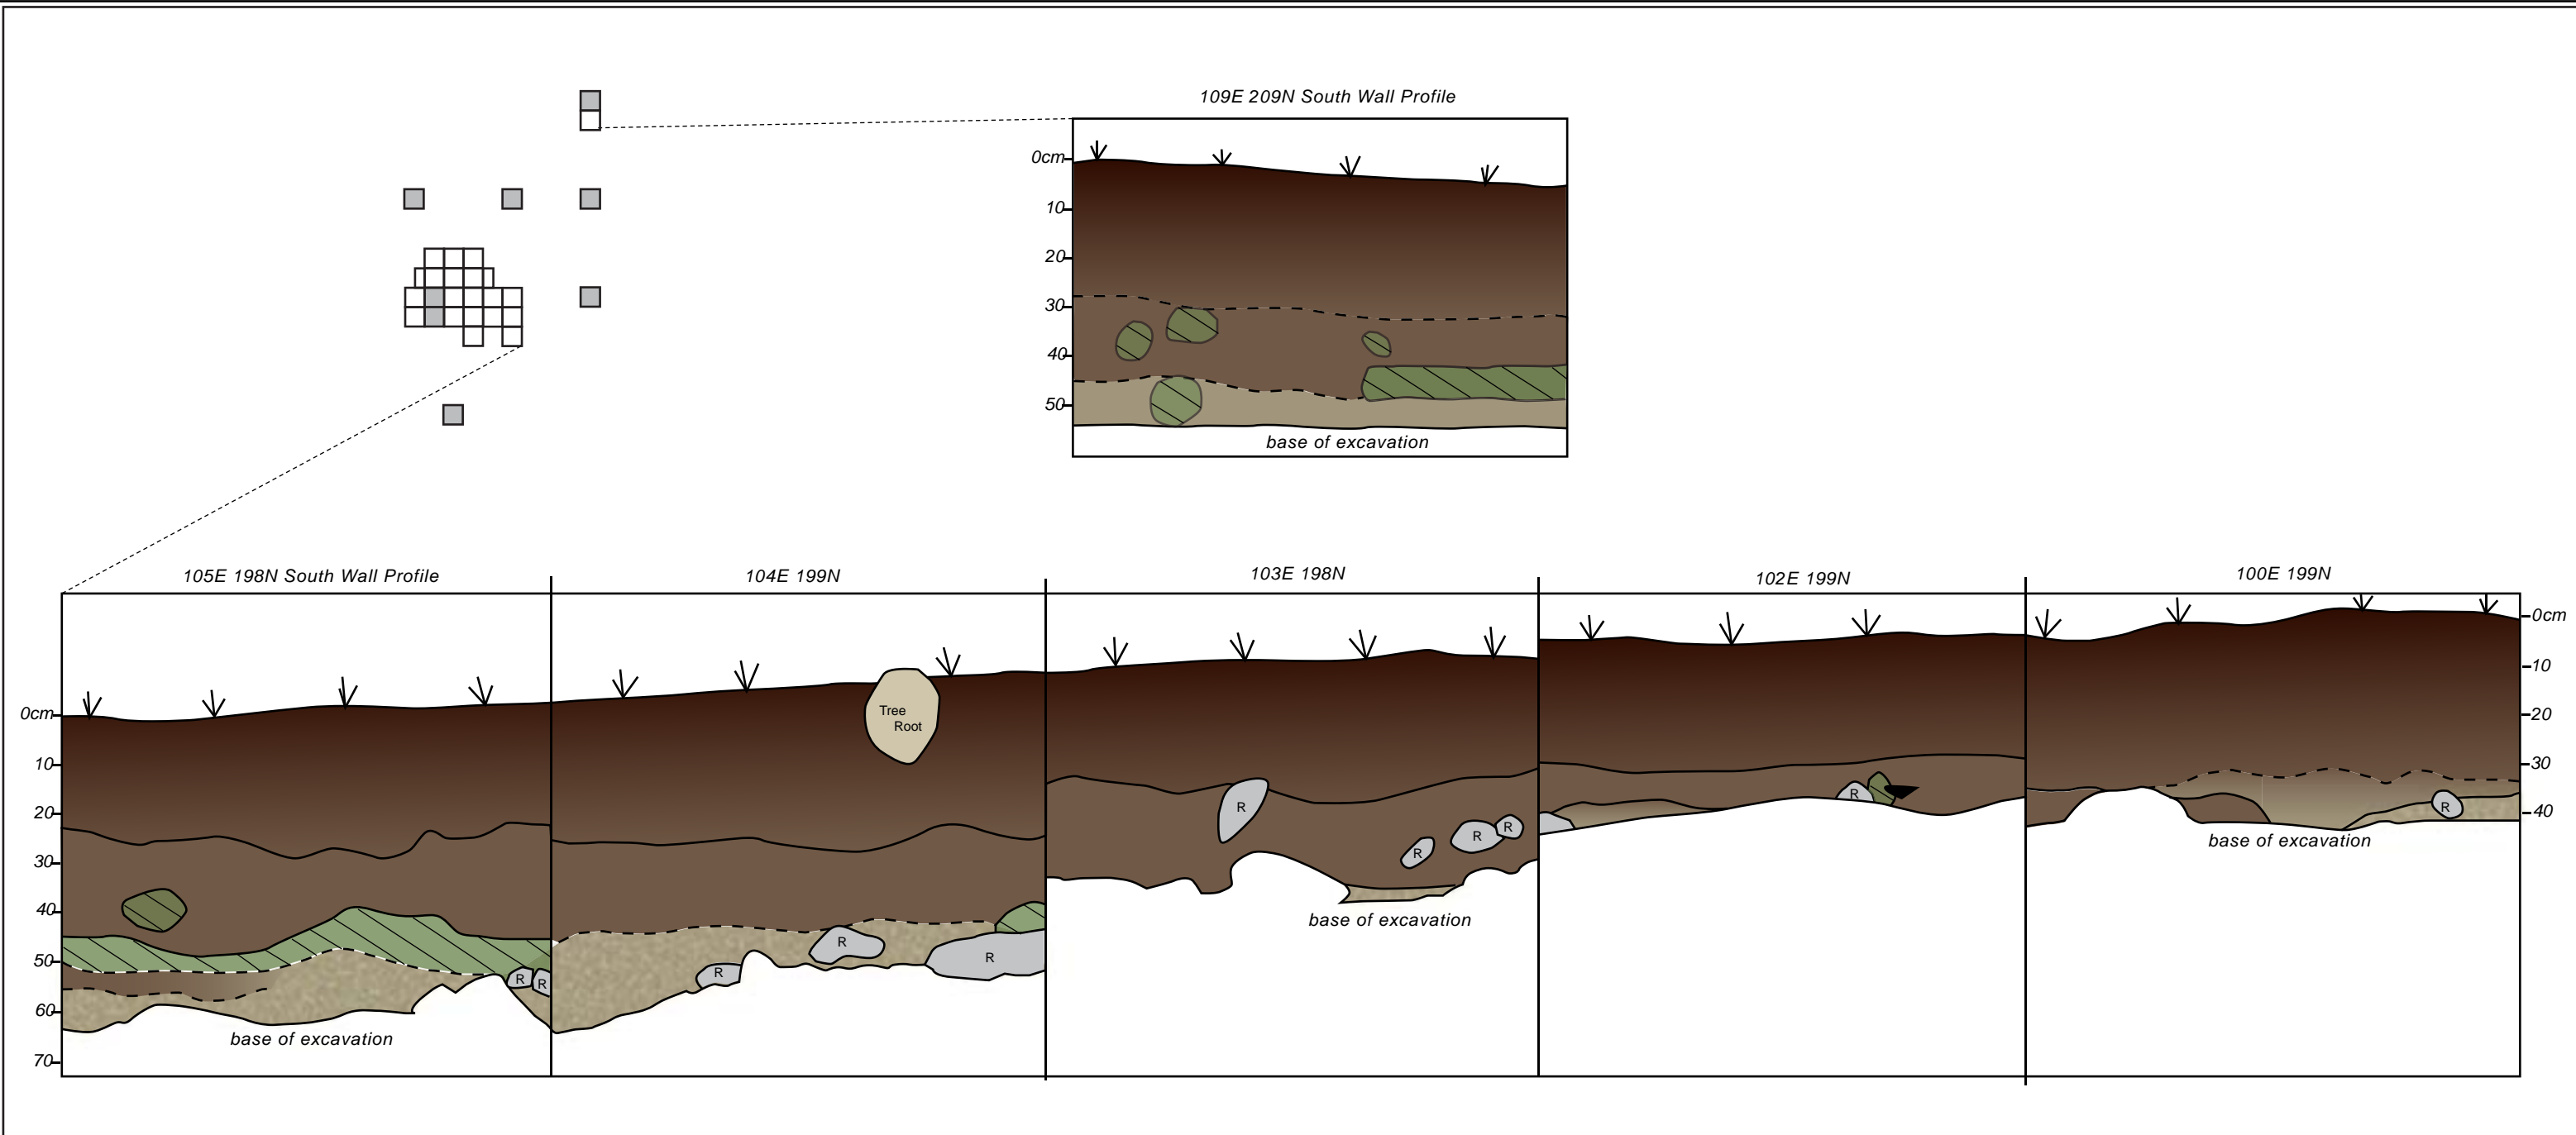 109E 209N South Wall Profile
0cm
10
20
30
40
50
base of excavation
105E 198N South Wall Profile
104E 199N
103E 198N
102E 199N
100E 199N
0cm
10
20
30
40
50
60
70
Tree
Root
R
R
R
R
R
R
R
R
R
R
R
base of excavation
base of excavation
base of excavation
0cm
10
20
30
40